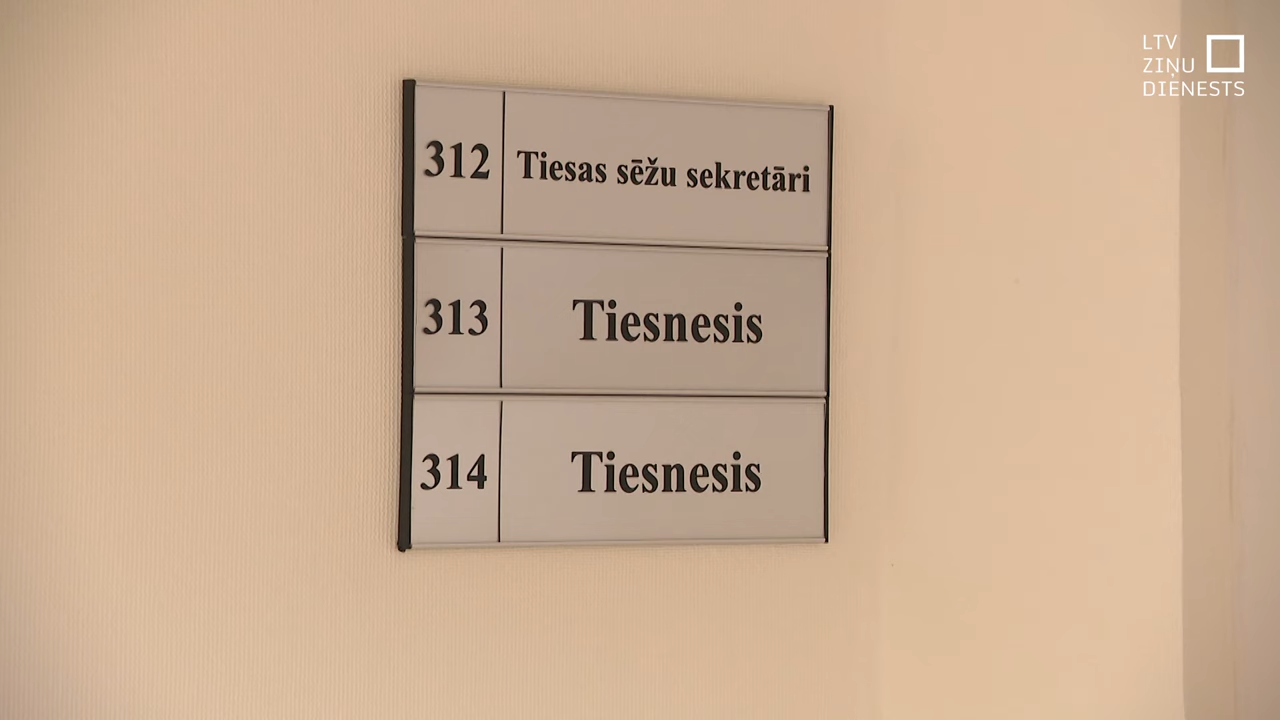 LTV
ZIŅU
DIENESTS
312 Tiesas sēžu sekretāri
313 Tiesnesis
314 Tiesnesis